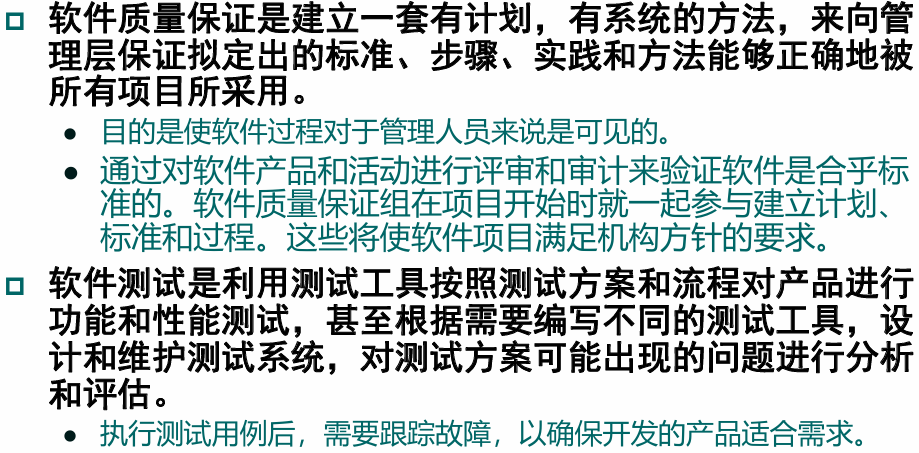 软件质量保证是建立一套有计划，有系统的方法，来向管
理层保证拟定出的标准、步骤、实践和方法能够正确地被
所有项目所采用。
目的是使软件过程对于管理人员来说是可见的。
通过对软件产品和活动进行评审和审计来验证软件是合乎标
准的。软件质量保证组在项目开始时就一起参与建立计划、
标准和过程。这些将使软件项目满足机构方针的要求。
软件测试是利用测试工具按照测试方案和流程对产品进行
功能和性能测试，甚至根据需要编写不同的测试工具，设
计和维护测试系统，对测试方案可能出现的问题进行分析
和评估。
执行测试用例后，需要跟踪故障，以确保开发的产品适合需求。